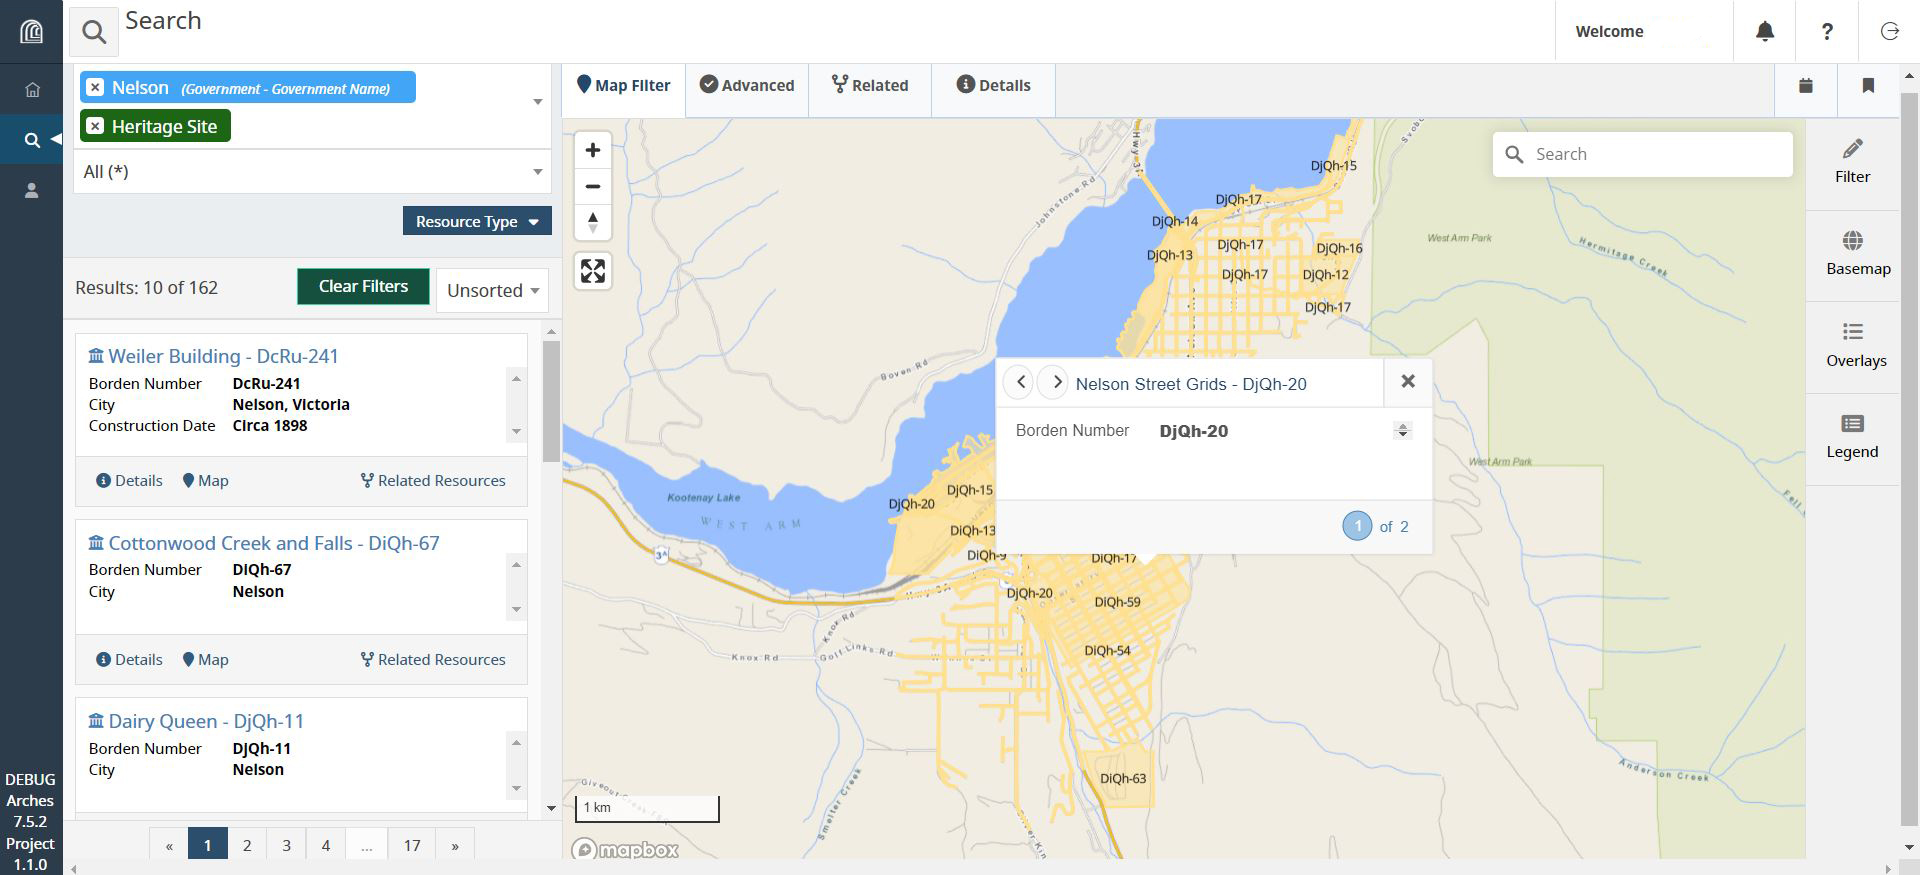 Search
Welcome
?
Nelson (Government - Government Name)
Heritage Site
All (*)
Resource Type
Results: 10 of 162
Clear Filters
Unsorted
Weiler Building - DcRu-241
Borden Number DcRu-241
City Nelson, Victoria
Construction Date Circa 1898
Details Map Related Resources
Cottonwood Creek and Falls - DiQh-67
Borden Number DiQh-67
City Nelson
Details Map Related Resources
Dairy Queen - DjQh-11
Borden Number DjQh-11
City Nelson
« 1 2 3 4 ... 17 »
DEBUG
Arches
7.5.2
Project
1.1.0
Map Filter
Advanced
Related
Details
Search
Filter
Basemap
Overlays
Legend
Hwy 3A
DjQh-15
DjQh-17
DjQh-14
DjQh-17
DjQh-16
DjQh-13
DjQh-17
DjQh-12
DjQh-17
Johnstone Rd
West Arm Park
Hermitage Creek
Boven Rd
Nelson Street Grids - DjQh-20
Borden Number DjQh-20
1 of 2
West Arm Park
Kootenay Lake
WEST ARM
DjQh-15
DjQh-20
DjQh-13
DjQh-9
3A
DjQh-17
Hwy 3A
DjQh-20
DiQh-59
Knox Rd
Golf Links Rd
Knox Rd
DiQh-54
DiQh-63
Anderson Creek
Smelter Creek
1 km
mapbox